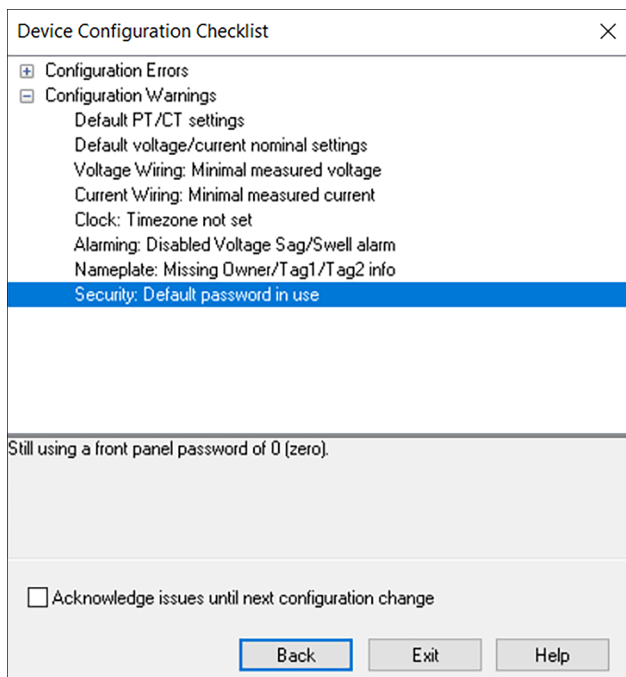 Device Configuration Checklist
Configuration Errors
Configuration Warnings
Default PT/CT settings
Default voltage/current nominal settings
Voltage Wiring: Minimal measured voltage
Current Wiring: Minimal measured current
Clock: Timezone not set
Alarming: Disabled Voltage Sag/Swell alarm
Nameplate: Missing Owner/Tag1/Tag2 info
Security: Default password in use
Still using a front panel password of 0 (zero).
Acknowledge issues until next configuration change
Back Exit Help